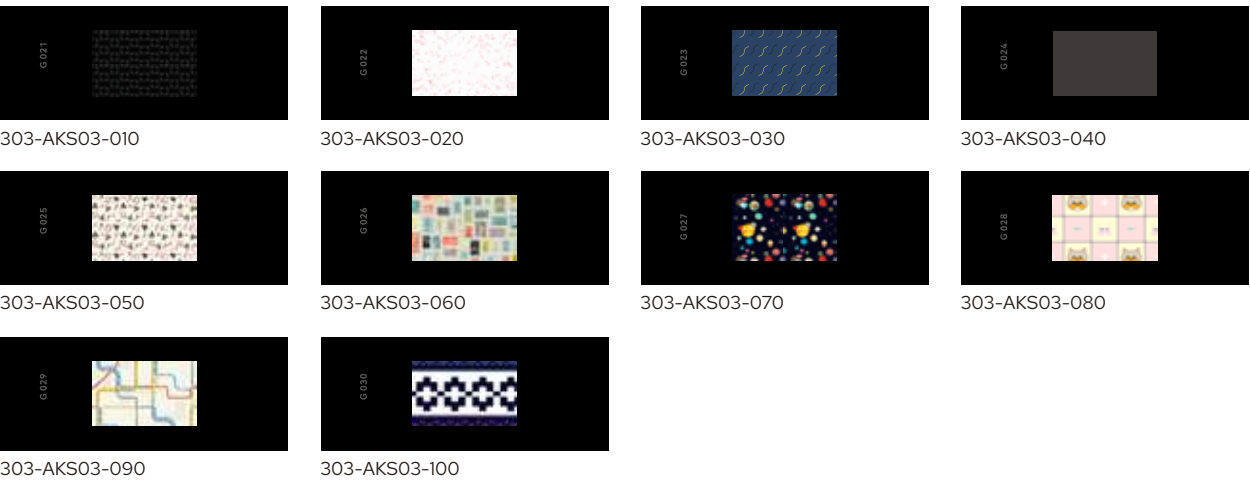 G 021
303-AKS03-010
G 022
303-AKS03-020
G 023
303-AKS03-030
G 024
303-AKS03-040
G 025
303-AKS03-050
G 026
303-AKS03-060
G 027
303-AKS03-070
G 028
303-AKS03-080
G 029
303-AKS03-090
G 030
303-AKS03-100